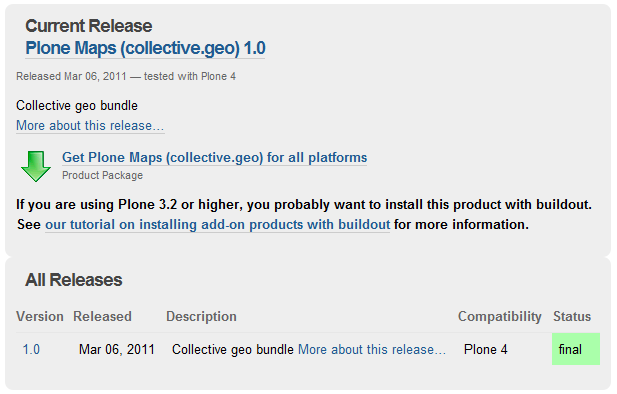 Current Release
Plone Maps (collective.geo) 1.0
Released Mar 06, 2011 — tested with Plone 4
Collective geo bundle
More about this release…
Get Plone Maps (collective.geo) for all platforms
Product Package
If you are using Plone 3.2 or higher, you probably want to install this product with buildout.
See our tutorial on installing add-on products with buildout for more information.
All Releases
Version Released Description Compatibility Status
1.0 Mar 06, 2011 Collective geo bundle More about this release… Plone 4 final